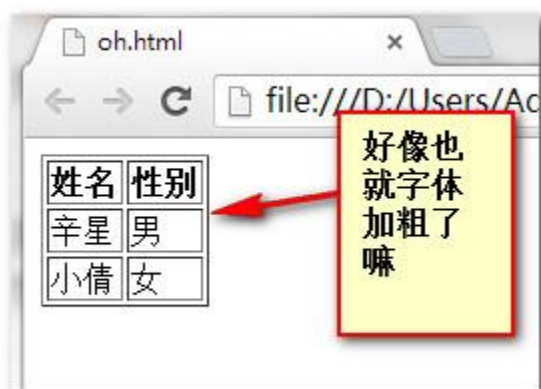 oh.html
file:///D:/Users/Ac
姓名 性别
辛星 男
小倩 女
好像也
就字体
加粗了
嘛